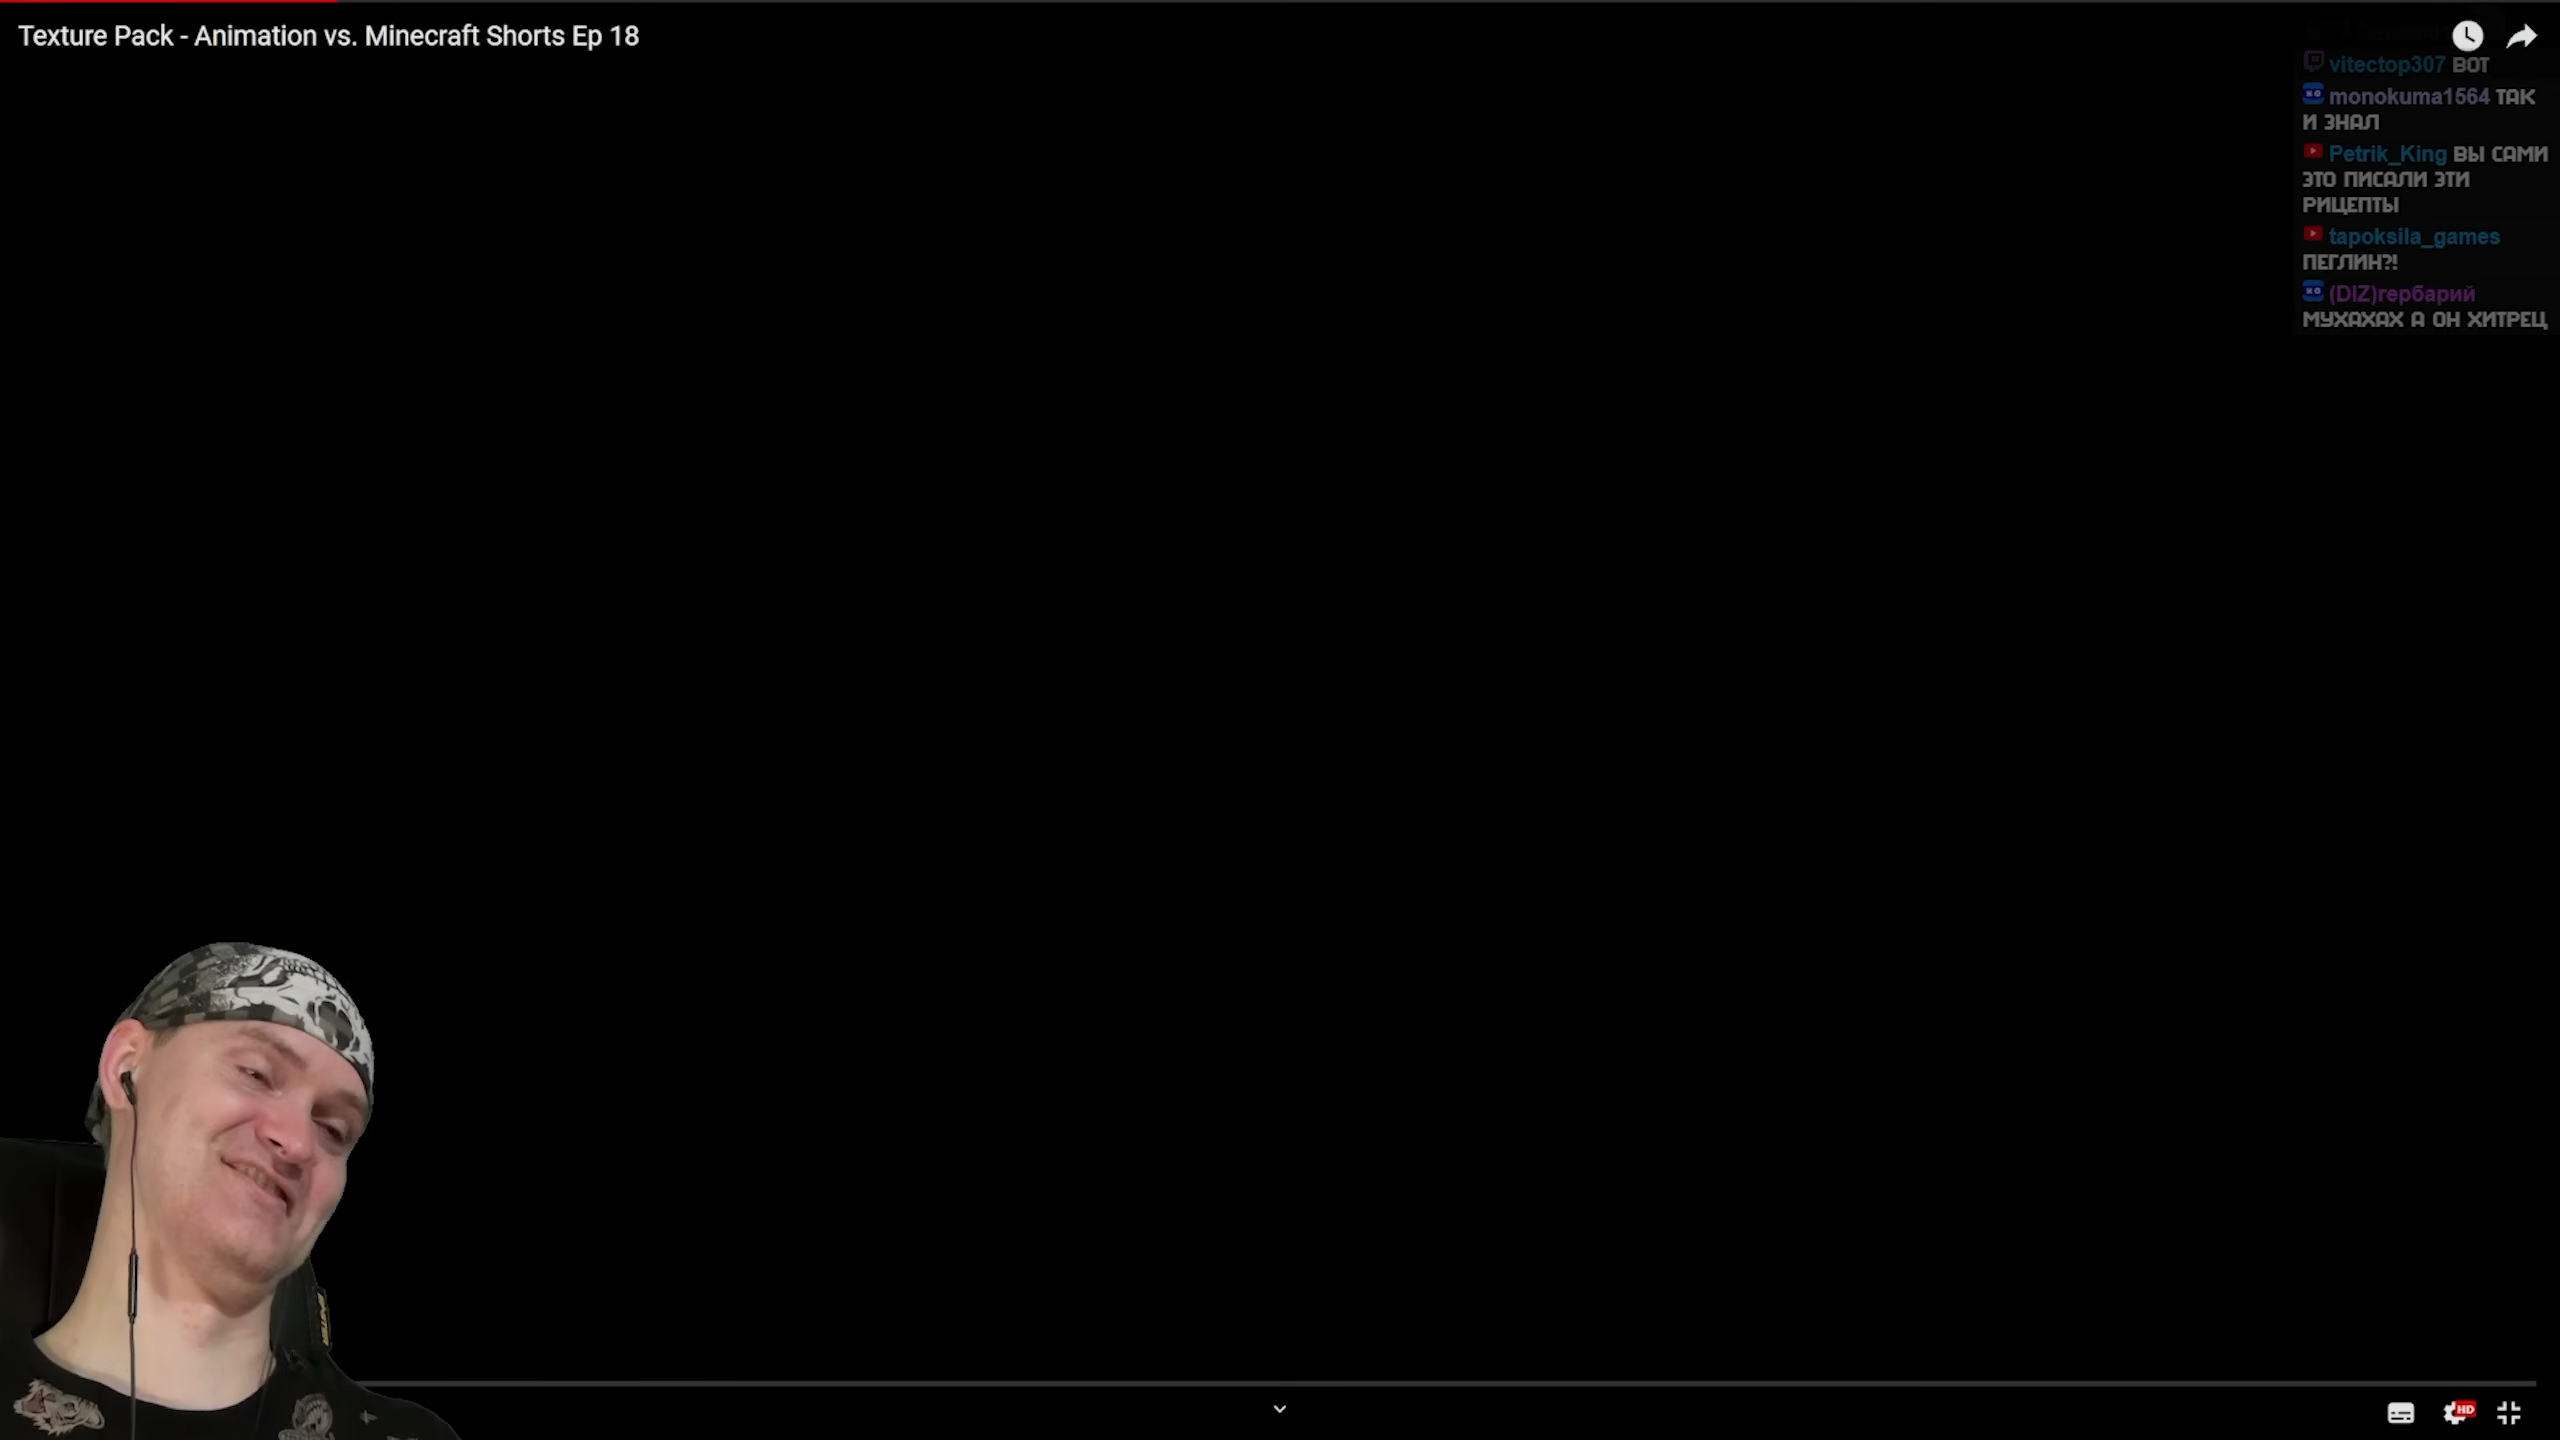 Texture Pack - Animation vs. Minecraft Shorts Ep 18
vitectop307 ВОТ
monokuma1564 ТАК
И ЗНАЛ
Petrik_King ВЫ САМИ
ЭТО ПИСАЛИ ЭТИ
РИЦЕПТЫ
tapoksila_games
ПЕГЛИН?!
(DIZ)гербарий
МУХАХАХ А ОН ХИТРЕЦ
HD